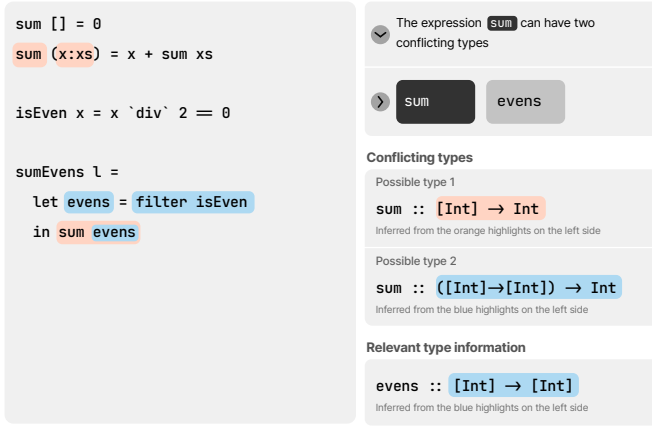 sum [] = 0
sum (x:xs) = x + sum xs
isEven x = x `div` 2 == 0
sumEvens l =
let evens = filter isEven
in sum evens
The expression sum can have two
conflicting types
sum evens
Conflicting types
Possible type 1
sum :: [Int] -> Int
Inferred from the orange highlights on the left side
Possible type 2
sum :: ([Int]->[Int]) -> Int
Inferred from the blue highlights on the left side
Relevant type information
evens :: [Int] -> [Int]
Inferred from the blue highlights on the left side